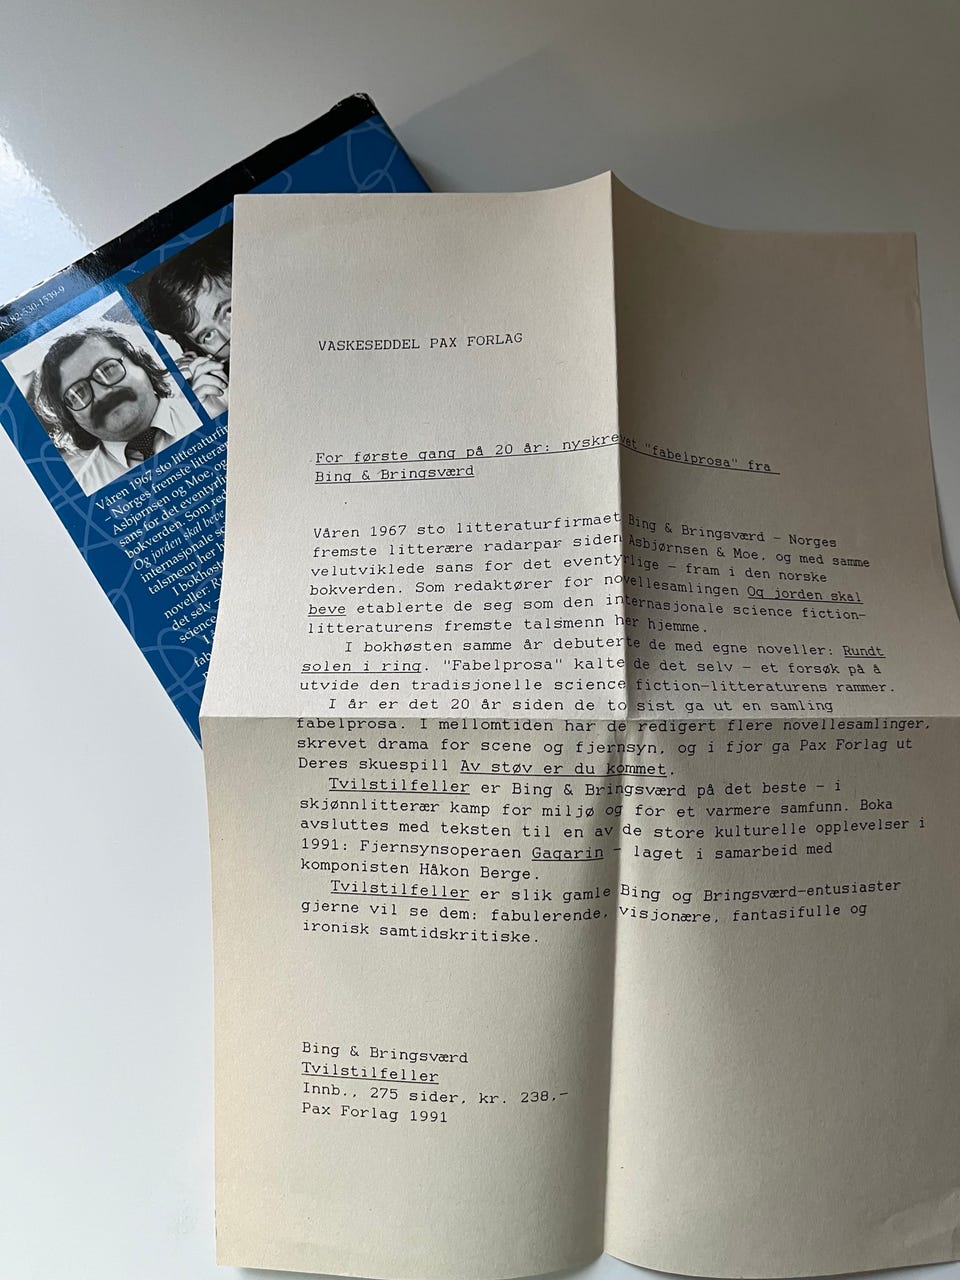 82-530-1539-9
Våren 1967 sto litteraturfir
– Norges fremste litterær
Asbjørnsen og Moe, og
sans for det eventyrli
bokverden. Som red
Og jorden skal beve
internasjonale sc
talsmenn her h
I bokhøst
noveller: R
det selv –
science
I å
fab
VASKESEDDEL PAX FORLAG
For første gang på 20 år: nyskrevet "fabelprosa" fra
Bing & Bringsværd
Våren 1967 sto litteraturfirmaet Bing & Bringsværd – Norges
fremste litterære radarpar siden Asbjørnsen & Moe, og med samme
velutviklede sans for det eventyrlige – fram i den norske
bokverden. Som redaktører for novellesamlingen Og jorden skal
beve etablerte de seg som den internasjonale science fiction-
litteraturens fremste talsmenn her hjemme.
I bokhøsten samme år debuterte de med egne noveller: Rundt
solen i ring. "Fabelprosa" kalte de det selv – et forsøk på å
utvide den tradisjonelle science fiction-litteraturens rammer.
I år er det 20 år siden de to sist ga ut en samling
fabelprosa. I mellomtiden har de redigert flere novellesamlinger,
skrevet drama for scene og fjernsyn, og i fjor ga Pax Forlag ut
Deres skuespill Av støv er du kommet.
Tvilstilfeller er Bing & Bringsværd på det beste – i
skjønnlitterær kamp for miljø og for et varmere samfunn. Boka
avsluttes med teksten til en av de store kulturelle opplevelser i
1991: Fjernsynsoperaen Gagarin – laget i samarbeid med
komponisten Håkon Berge.
Tvilstilfeller er slik gamle Bing og Bringsværd-entusiaster
gjerne vil se dem: fabulerende, visjonære, fantasifulle og
ironisk samtidskritiske.
Bing & Bringsværd
Tvilstilfeller
Innb., 275 sider, kr. 238,-
Pax Forlag 1991